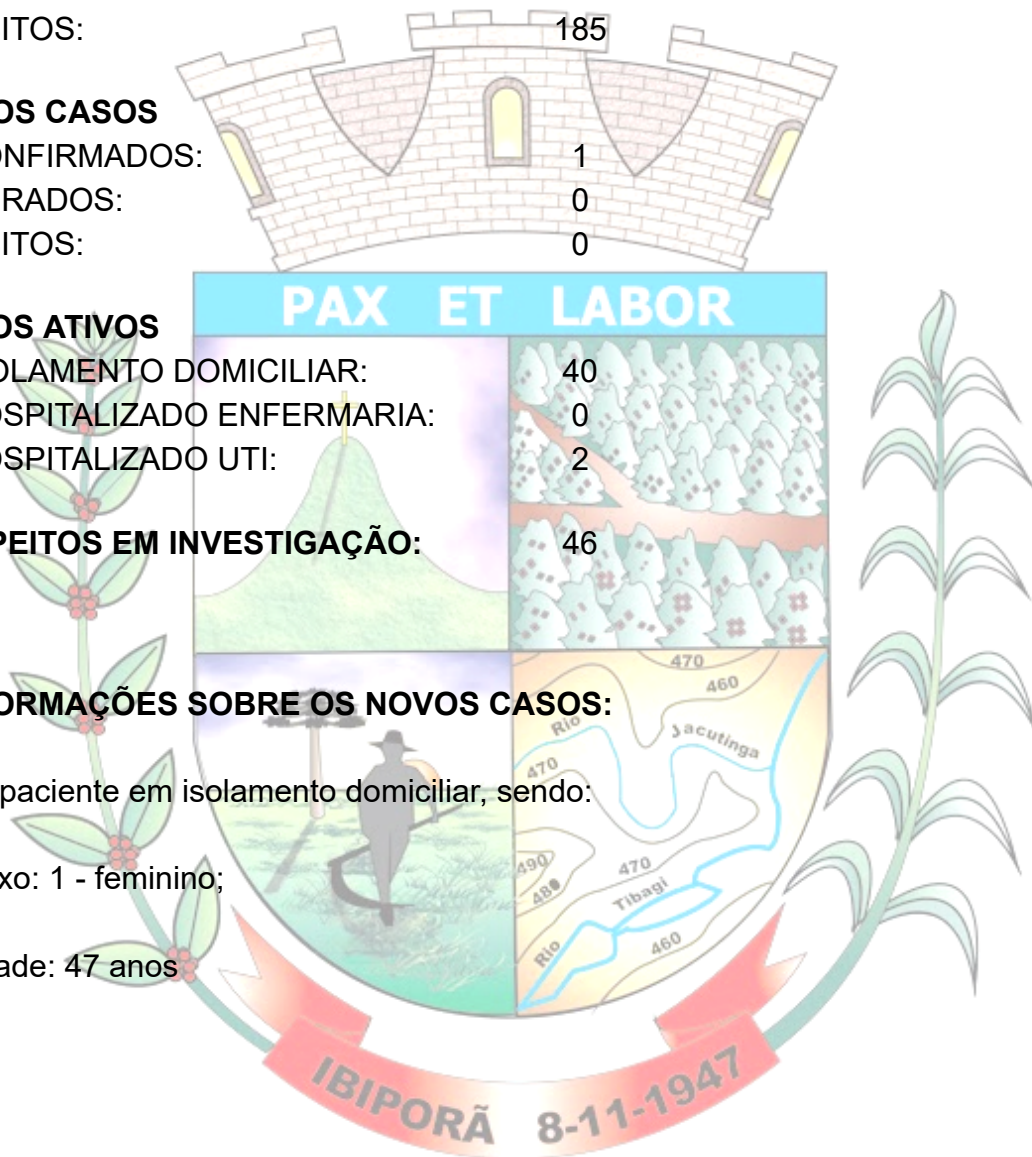 ITOS: 185
OS CASOS
ONFIRMADOS: 1
RADOS: 0
ITOS: 0
PAX ET LABOR
OS ATIVOS
OLAMENTO DOMICILIAR: 40
OSPITALIZADO ENFERMARIA: 0
OSPITALIZADO UTI: 2
PEITOS EM INVESTIGAÇÃO: 46
470
460
ORMAÇÕES SOBRE OS NOVOS CASOS:
Rio Jacutinga
470
paciente em isolamento domiciliar, sendo:
490
470
xo: 1 - feminino;
480
Rio Tibagi
460
ade: 47 anos
IBIPORÃ 8-11-1947